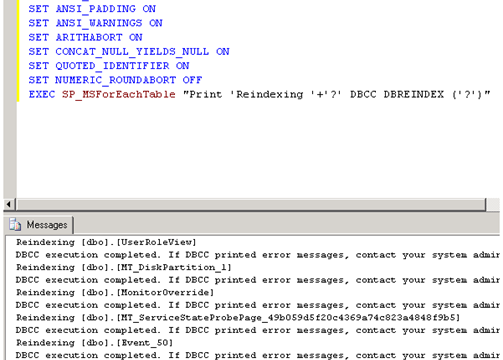 SET ANSI_PADDING ON
SET ANSI_WARNINGS ON
SET ARITHABORT ON
SET CONCAT_NULL_YIELDS_NULL ON
SET QUOTED_IDENTIFIER ON
SET NUMERIC_ROUNDABORT OFF
EXEC SP_MSForEachTable "Print 'Reindexing '+'?' DBCC DBREINDEX ('?')"
Messages
Reindexing [dbo].[UserRoleView]
DBCC execution completed. If DBCC printed error messages, contact your system admin
Reindexing [dbo].[MT_DiskPartition_1]
DBCC execution completed. If DBCC printed error messages, contact your system admin
Reindexing [dbo].[MonitorOverride]
DBCC execution completed. If DBCC printed error messages, contact your system admin
Reindexing [dbo].[MT_ServiceStateProbePage_49b059d5f20c4369a74c823a4848f9b5]
DBCC execution completed. If DBCC printed error messages, contact your system admin
Reindexing [dbo].[Event_50]
DBCC execution completed. If DBCC printed error messages, contact your system admin